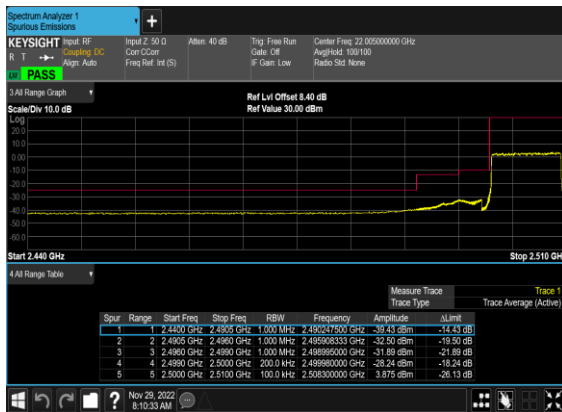 Spectrum Analyzer 1
Spurious Emissions
KEYSIGHT Input: RF Input Z: 50 Ω Atten: 40 dB Trig: Free Run Center Freq: 22.005000000 GHz
R T Coupling: DC Corr CCorr Gate: Off Avg|Hold: 100/100
Align: Auto Freq Ref: Int (S) IF Gain: Low Radio Std: None
PASS
3 All Range Graph
Ref Lvl Offset 8.40 dB
Scale/Div 10.0 dB Ref Value 30.00 dBm
Log
20.0
10.0
0.00
-10.0
-20.0
-30.0
-40.0
-50.0
-60.0
Start 2.440 GHz Stop 2.510 GH
4 All Range Table
Measure Trace Trace 1
Trace Type Trace Average (Active)
Spur Range Start Freq Stop Freq RBW Frequency Amplitude ΔLimit
1 1 2.4400 GHz 2.4905 GHz 1.000 MHz 2.490247500 GHz -39.43 dBm -14.43 dB
2 2 2.4905 GHz 2.4960 GHz 1.000 MHz 2.495908333 GHz -32.50 dBm -19.50 dB
3 3 2.4960 GHz 2.4990 GHz 1.000 MHz 2.498995000 GHz -31.89 dBm -21.89 dB
4 4 2.4990 GHz 2.5000 GHz 200.0 kHz 2.499980000 GHz -28.24 dBm -18.24 dB
5 5 2.5000 GHz 2.5100 GHz 100.0 kHz 2.508300000 GHz 3.875 dBm -26.13 dB
? Nov 29, 2022
8:10:33 AM